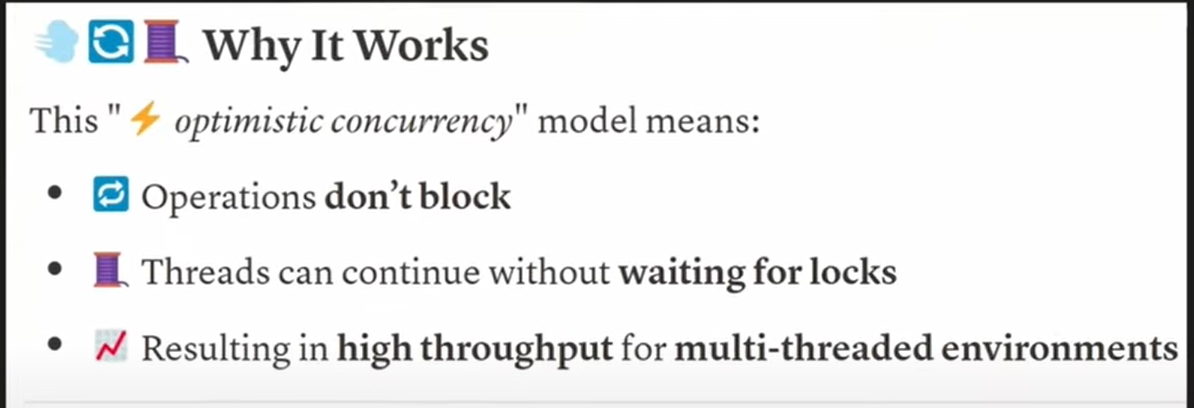 💨🔄🧵 Why It Works
This "⚡ optimistic concurrency" model means:
• 🔁 Operations don’t block
• 🧵 Threads can continue without waiting for locks
• 📈 Resulting in high throughput for multi-threaded environments